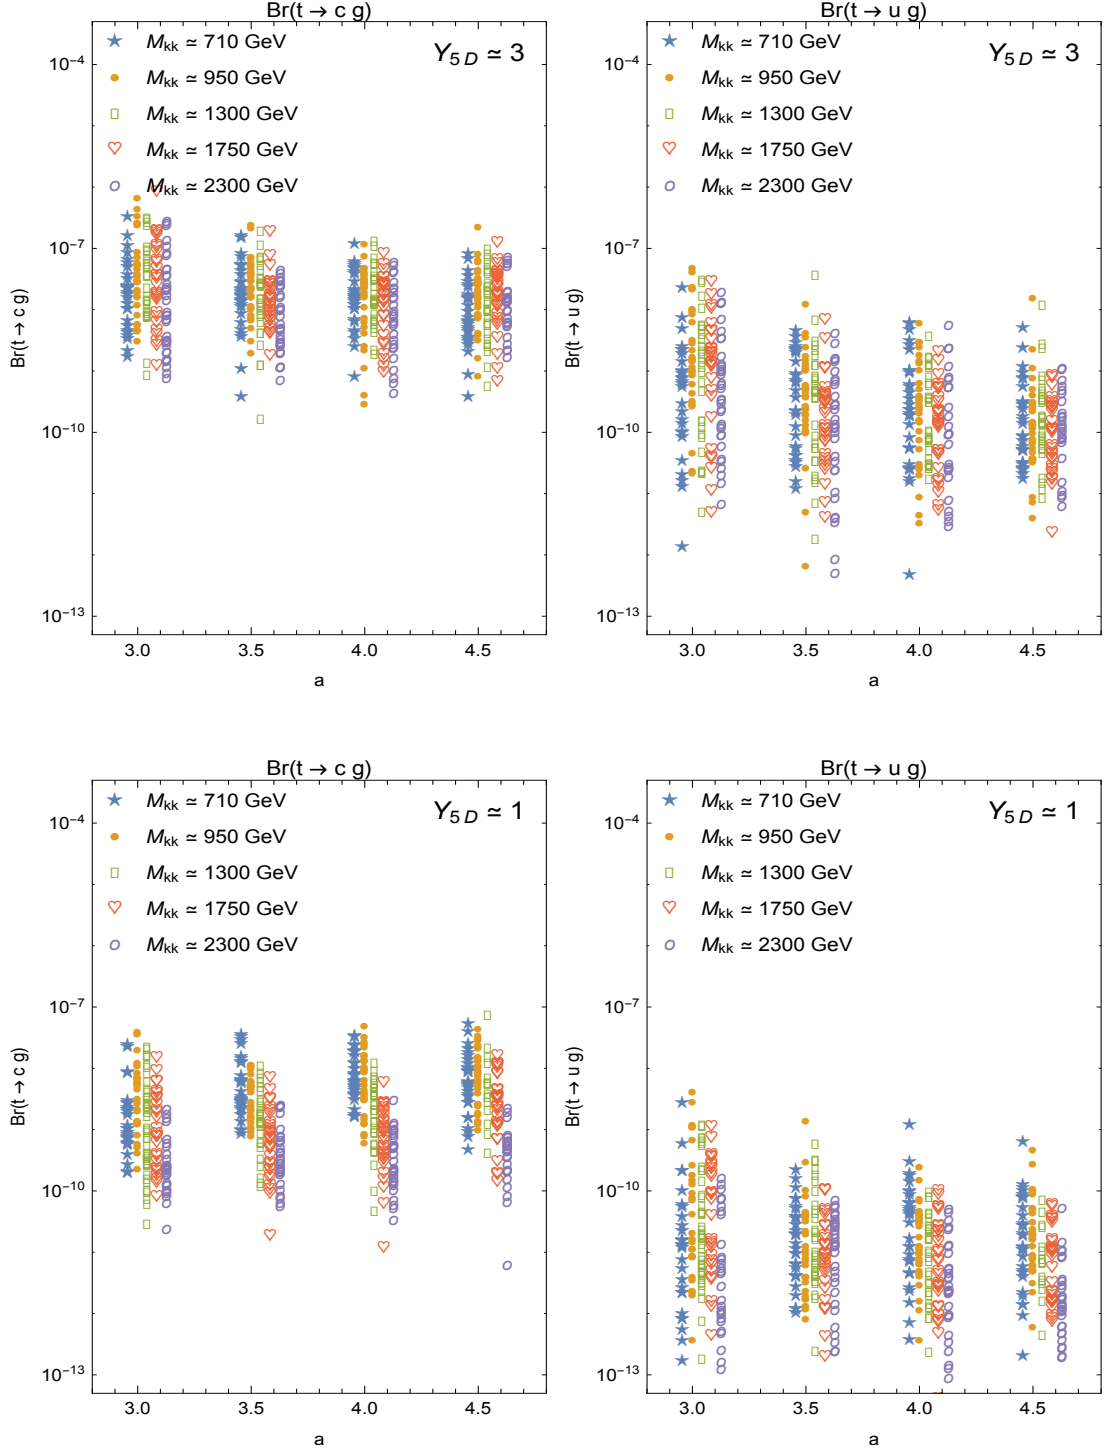 Br(t → c g)
M_kk ≃ 710 GeV
Y_5D ≃ 3
M_kk ≃ 950 GeV
M_kk ≃ 1300 GeV
M_kk ≃ 1750 GeV
M_kk ≃ 2300 GeV
10^−4
10^−7
10^−10
10^−13
Br(t → c g)
3.0 3.5 4.0 4.5
a
Br(t → u g)
M_kk ≃ 710 GeV
Y_5D ≃ 3
M_kk ≃ 950 GeV
M_kk ≃ 1300 GeV
M_kk ≃ 1750 GeV
M_kk ≃ 2300 GeV
10^−4
10^−7
10^−10
10^−13
Br(t → u g)
3.0 3.5 4.0 4.5
a
Br(t → c g)
M_kk ≃ 710 GeV
Y_5D ≃ 1
M_kk ≃ 950 GeV
M_kk ≃ 1300 GeV
M_kk ≃ 1750 GeV
M_kk ≃ 2300 GeV
10^−4
10^−7
10^−10
10^−13
Br(t → c g)
3.0 3.5 4.0 4.5
a
Br(t → u g)
M_kk ≃ 710 GeV
Y_5D ≃ 1
M_kk ≃ 950 GeV
M_kk ≃ 1300 GeV
M_kk ≃ 1750 GeV
M_kk ≃ 2300 GeV
10^−4
10^−7
10^−10
10^−13
Br(t → u g)
3.0 3.5 4.0 4.5
a